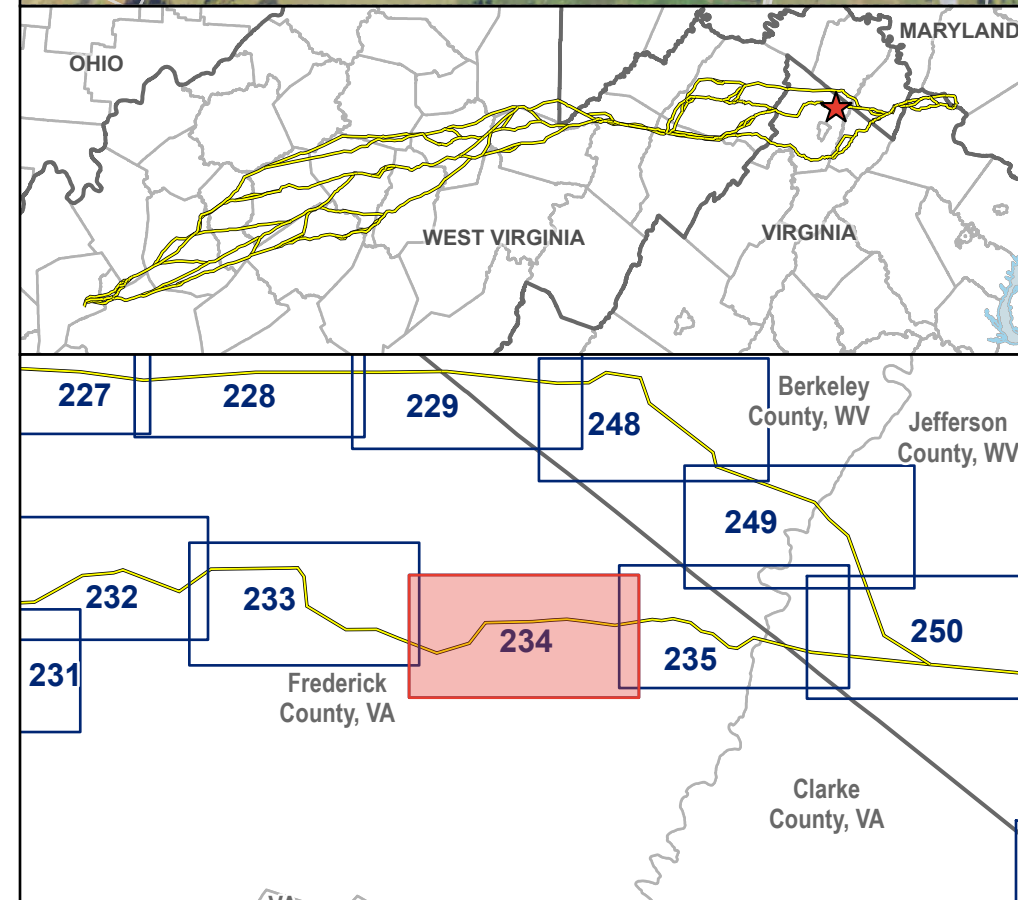 MARYLAND
OHIO
WEST VIRGINIA
VIRGINIA
227
228
229
248
Berkeley
County, WV
Jefferson
County, WV
249
232
233
234
235
250
231
Frederick
County, VA
Clarke
County, VA